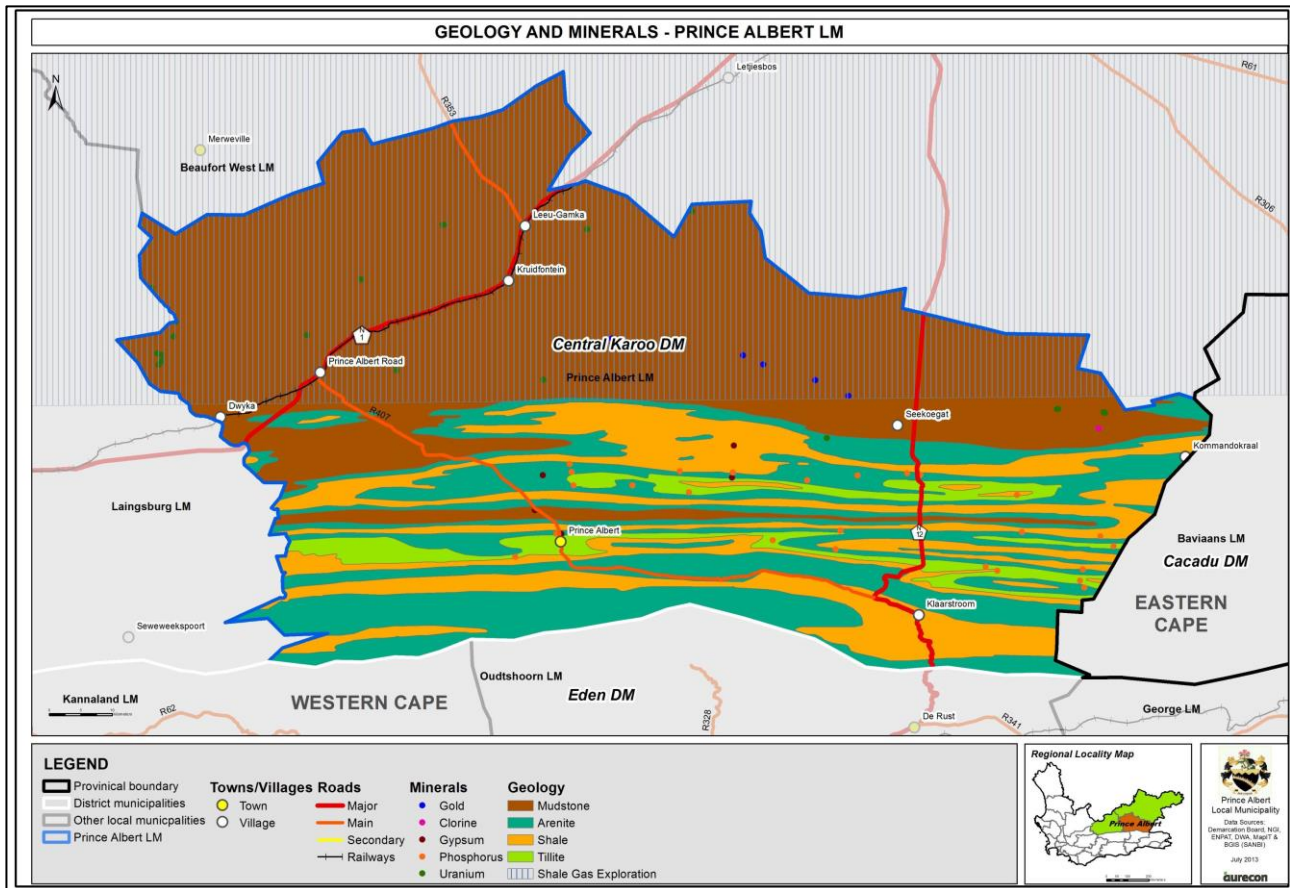 GEOLOGY AND MINERALS - PRINCE ALBERT LM
N
Letjiesbos
R61
R353
Merweville
Beaufort West LM
R306
Leeu-Gamka
Kruidfontein
N
1
Central Karoo DM
Prince Albert Road
Prince Albert LM
Dwyka
R407
Seekoegat
Kommandokraal
Laingsburg LM
Prince Albert
N
12
Baviaans LM
Cacadu DM
EASTERN
CAPE
Klaarstroom
Seweweekspoort
Oudtshoorn LM
Eden DM
Kannaland LM
WESTERN CAPE
R62
R328
De Rust
R341
George LM
LEGEND
Provinical boundary
District municipalities
Other local municpalities
Prince Albert LM
Towns/Villages
Town
Village
Roads
Major
Main
Secondary
Railways
Minerals
Gold
Clorine
Gypsum
Phosphorus
Uranium
Geology
Mudstone
Arenite
Shale
Tillite
Shale Gas Exploration
Regional Locality Map
Prince Albert
Prince Albert
Local Municipality
Data Sources:
Demarcation Board, NGI,
ENPAT, DWA, MapIT &
BGIS (SANBI)
July 2013
aurecon